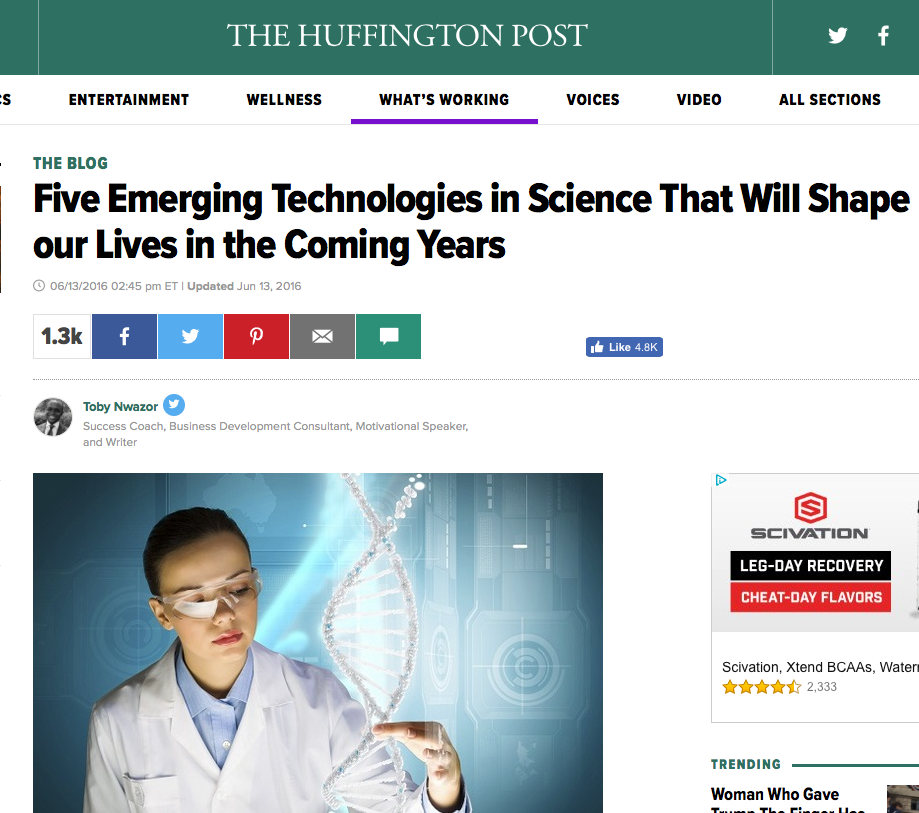 THE HUFFINGTON POST
CS
ENTERTAINMENT
WELLNESS
WHAT'S WORKING
VOICES
VIDEO
ALL SECTIONS
THE BLOG
Five Emerging Technologies in Science That Will Shape
our Lives in the Coming Years
06/13/2016 02:45 pm ET | Updated Jun 13, 2016
1.3k
Like 4.8K
Toby Nwazor
Success Coach, Business Development Consultant, Motivational Speaker,
and Writer
SCIVATION
LEG-DAY RECOVERY
CHEAT-DAY FLAVORS
Scivation, Xtend BCAAs, Watern
2,333
TRENDING
Woman Who Gave
Trump The Finger Has